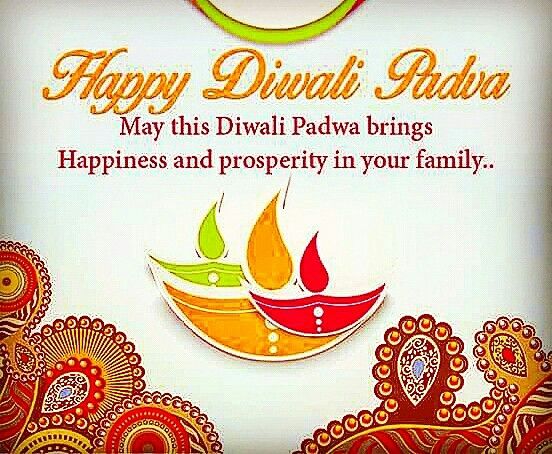 Happy Diwali Padva
May this Diwali Padwa brings
Happiness and prosperity in your family..